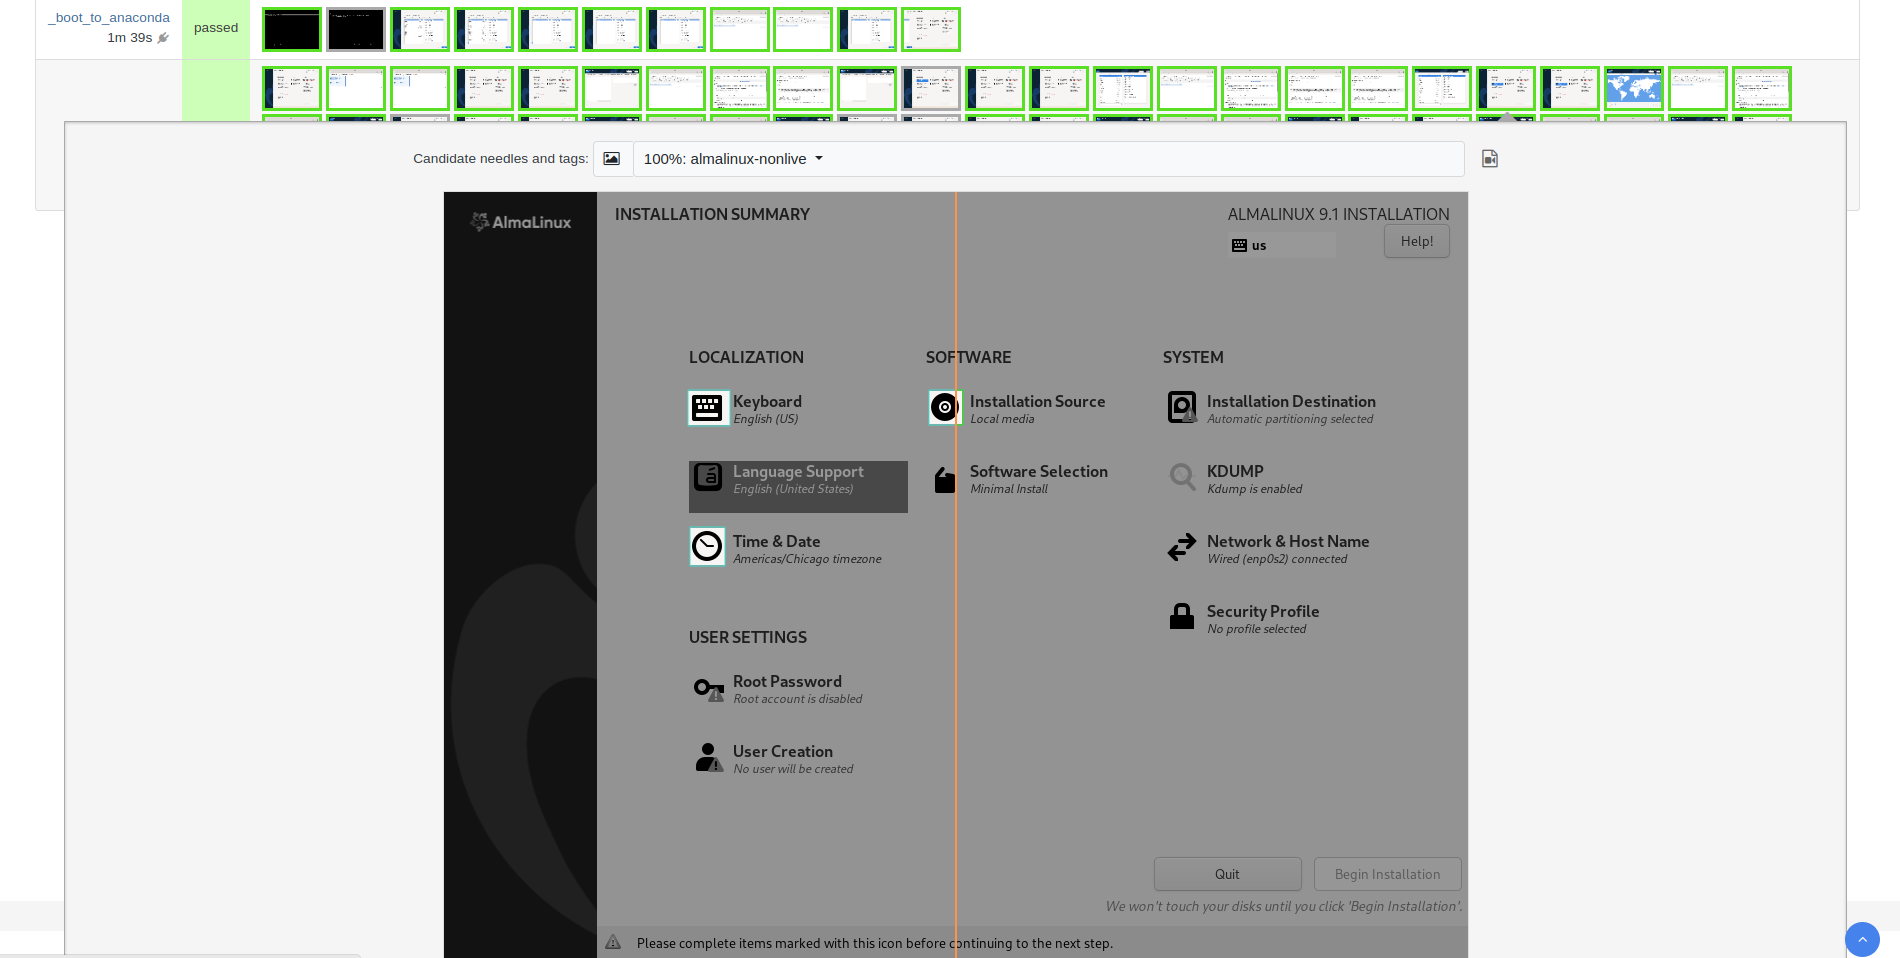 _boot_to_anaconda
1m 39s
passed
Candidate needles and tags:
100%: almalinux-nonlive
AlmaLinux
INSTALLATION SUMMARY
ALMALINUX 9.1 INSTALLATION
us
Help!
LOCALIZATION
SOFTWARE
SYSTEM
Keyboard
English (US)
Installation Source
Local media
Installation Destination
Automatic partitioning selected
Language Support
English (United States)
Software Selection
Minimal Install
KDUMP
Kdump is enabled
Time & Date
Americas/Chicago timezone
Network & Host Name
Wired (enp0s2) connected
Security Profile
No profile selected
USER SETTINGS
Root Password
Root account is disabled
User Creation
No user will be created
Quit
Begin Installation
We won't touch your disks until you click 'Begin Installation'.
Please complete items marked with this icon before continuing to the next step.